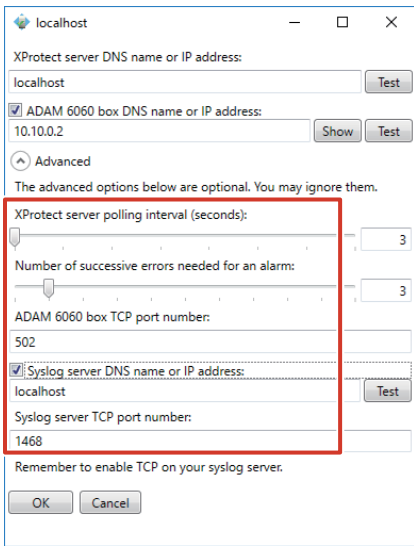 localhost
XProtect server DNS name or IP address:
localhost Test
ADAM 6060 box DNS name or IP address:
10.10.0.2 Show Test
Advanced
The advanced options below are optional. You may ignore them.
XProtect server polling interval (seconds):
3
Number of successive errors needed for an alarm:
3
ADAM 6060 box TCP port number:
502
Syslog server DNS name or IP address:
localhost Test
Syslog server TCP port number:
1468
Remember to enable TCP on your syslog server.
OK Cancel